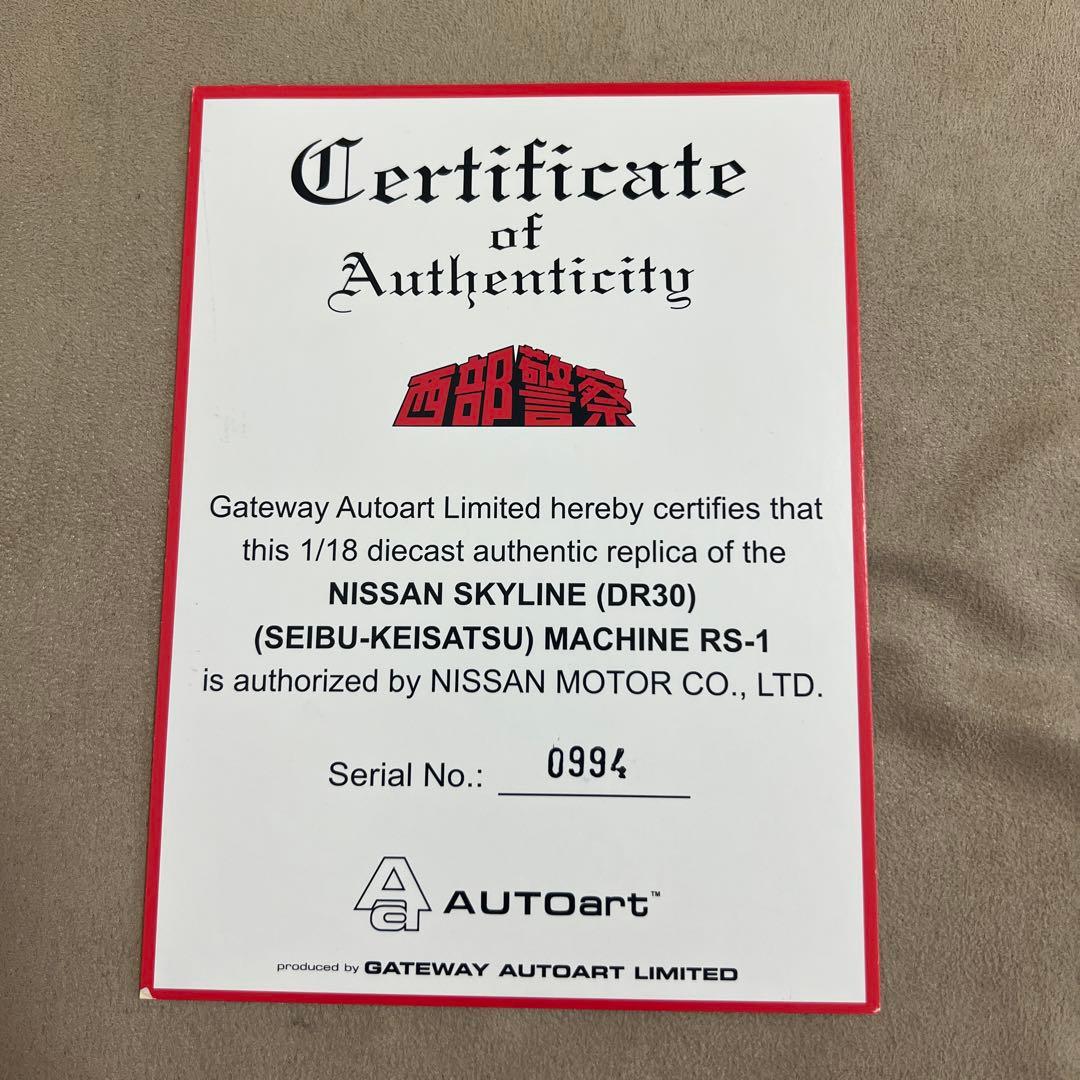 Certificate
of
Authenticity
西部警察
Gateway Autoart Limited hereby certifies that
this 1/18 diecast authentic replica of the
NISSAN SKYLINE (DR30)
(SEIBU-KEISATSU) MACHINE RS-1
is authorized by NISSAN MOTOR CO., LTD.
Serial No.: 0994
Aa AUTOart™
produced by GATEWAY AUTOART LIMITED